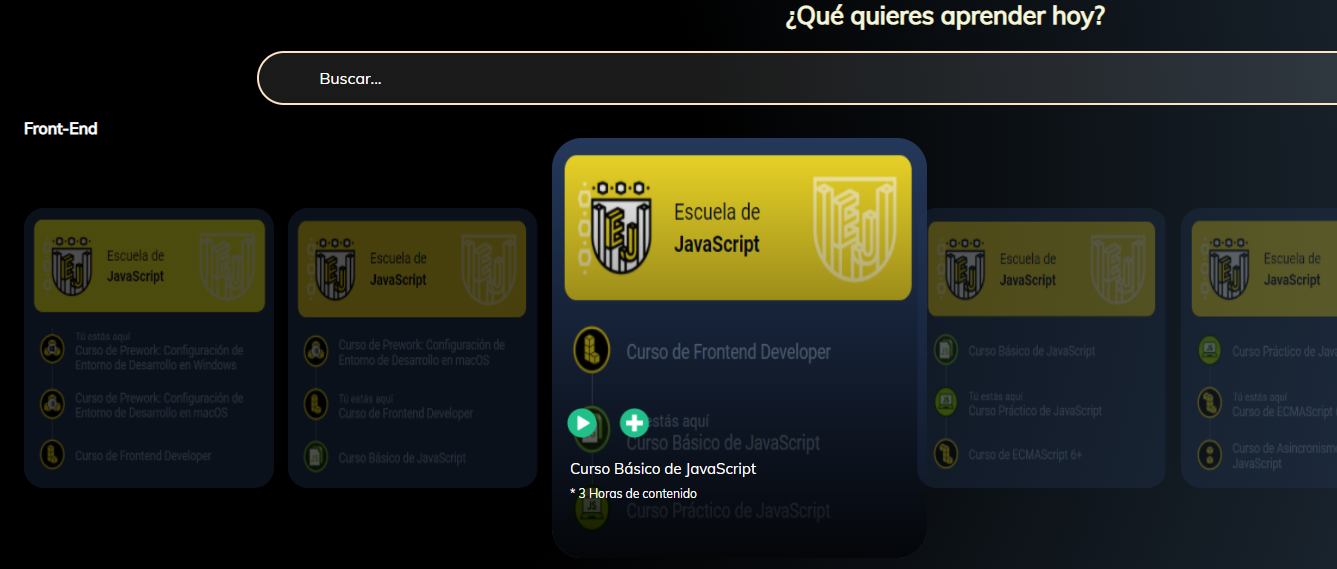 ¿Qué quieres aprender hoy?
Buscar...
Front-End
Escuela de
JavaScript
Tú estás aquí
Curso de Prework: Configuración de
Entorno de Desarrollo en Windows
Curso de Prework: Configuración de
Entorno de Desarrollo en macOS
Curso de Frontend Developer
Escuela de
JavaScript
Curso de Prework: Configuración de
Entorno de Desarrollo en macOS
Tú estás aquí
Curso de Frontend Developer
Curso Básico de JavaScript
Escuela de
JavaScript
Curso de Frontend Developer
estás aquí
Curso Básico de JavaScript
Curso Básico de JavaScript
* 3 Horas de contenido
JS
Curso Práctico de JavaScript
Escuela de
JavaScript
Curso Básico de JavaScript
Tú estás aquí
Curso Práctico de JavaScript
Curso de ECMAScript 6+
Escuela de
JavaScript
Curso Práctico de Java
Tú estás aquí
Curso de ECMAScript
Curso de Asincronismo
JavaScript